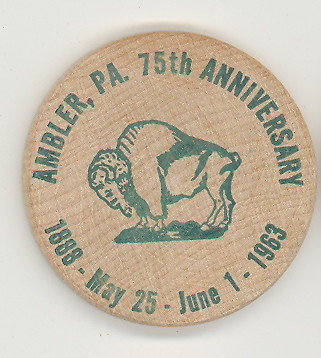 AMBLER, PA. 75th ANNIVERSARY
1888 - May 25 - June 1 - 1963